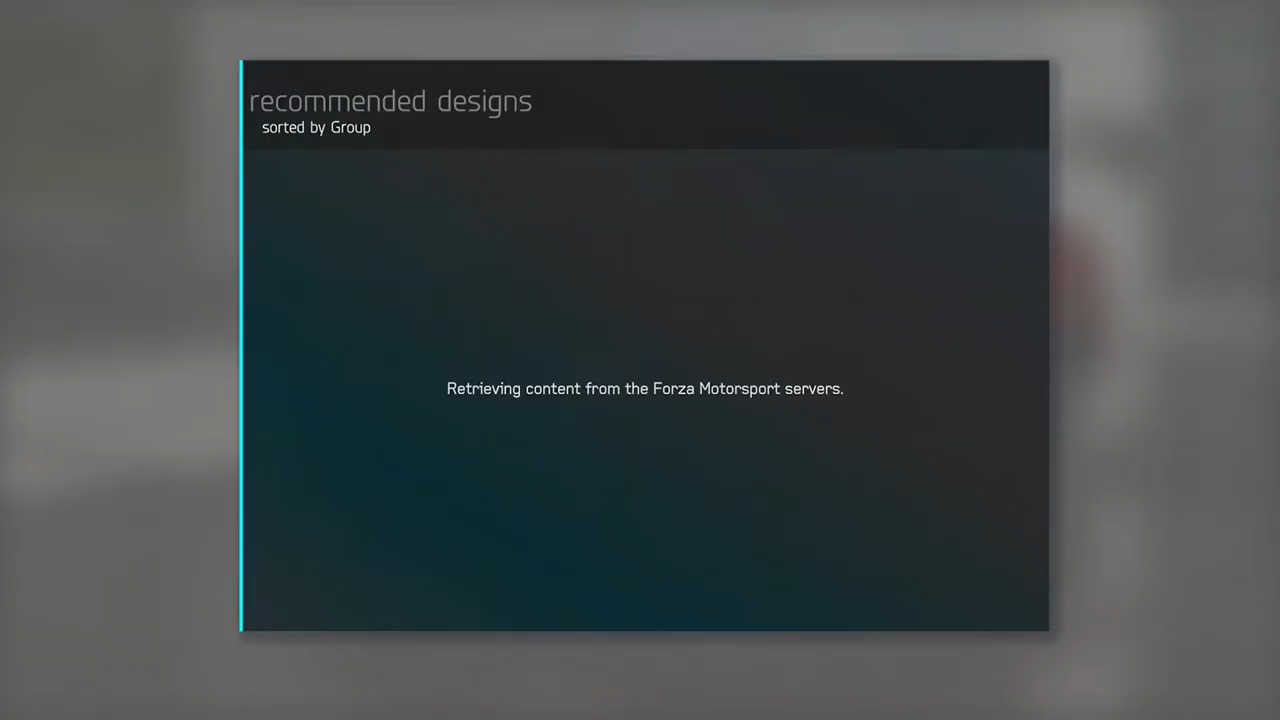 recommended designs
sorted by Group
Retrieving content from the Forza Motorsport servers.